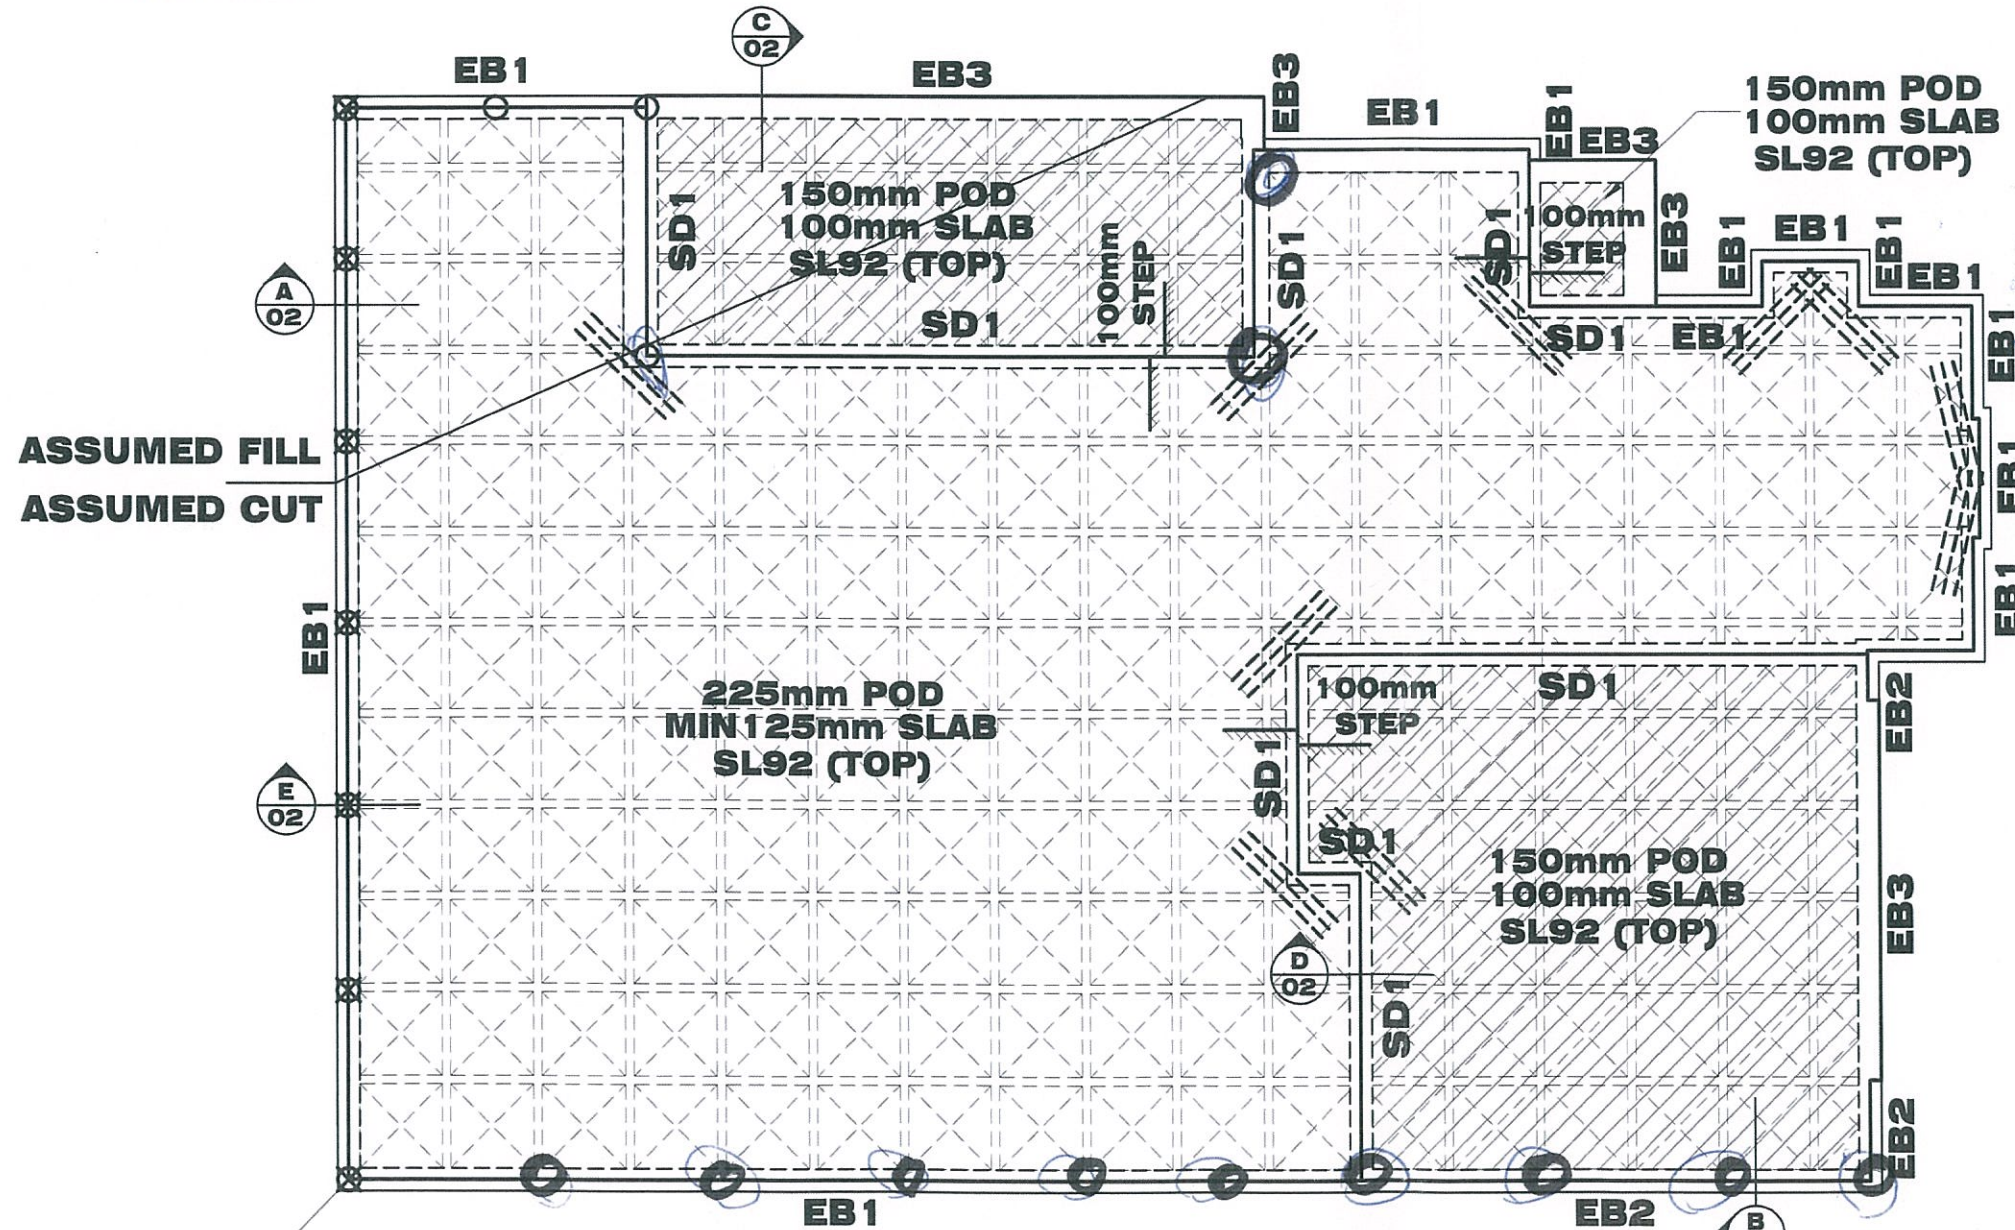 C
02
EB1
EB3
EB3
EB1
EB1
EB3
150mm POD
100mm SLAB
SL92 (TOP)
150mm POD
100mm SLAB
SL92 (TOP)
SD1
100mm
STEP
SD1
SD1
SD1
100mm
STEP
EB3
EB1
EB1
EB1
EB1
A
02
SD1
EB1
EB1
ASSUMED FILL
ASSUMED CUT
EB1
EB1
EB1
225mm POD
MIN125mm SLAB
SL92 (TOP)
100mm
STEP
SD1
EB2
SD1
E
02
SD1
150mm POD
100mm SLAB
SL92 (TOP)
EB3
D
02
SD1
EB2
EB1
EB2
B